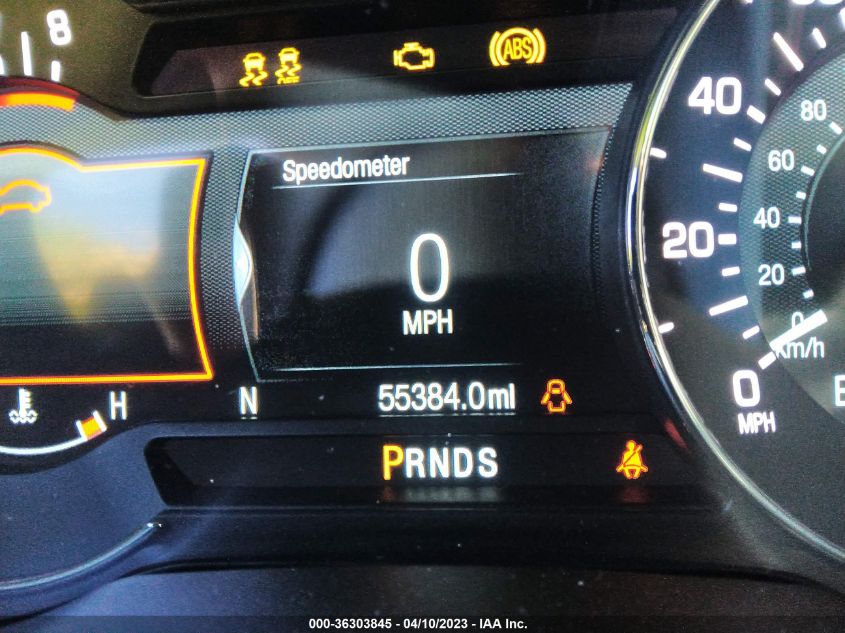 8
ABS
Speedometer
0
MPH
40
20
0
MPH
80
60
40
20
0
Km/h
H
N
55384.0mi
PRNDS
000-36303845 - 04/10/2023 - IAA Inc.